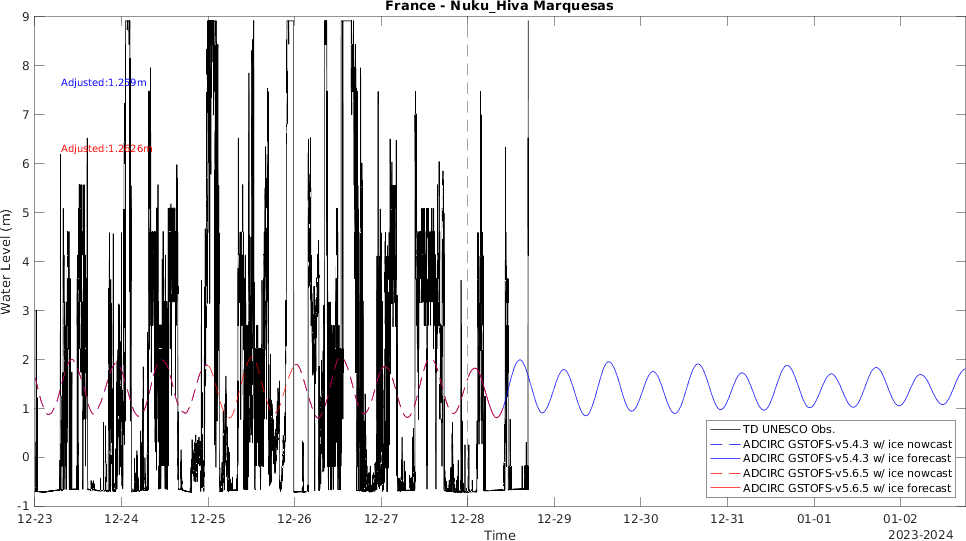 France - Nuku_Hiva Marquesas
9
8
7
6
5
4
3
2
1
0
-1
Water Level (m)
Adjusted:1.259m
Adjusted:1.2626m
TD UNESCO Obs.
ADCIRC GSTOFS-v5.4.3 w/ ice nowcast
ADCIRC GSTOFS-v5.4.3 w/ ice forecast
ADCIRC GSTOFS-v5.6.5 w/ ice nowcast
ADCIRC GSTOFS-v5.6.5 w/ ice forecast
12-23 12-24 12-25 12-26 12-27 12-28 12-29 12-30 12-31 01-01 01-02
Time
2023-2024